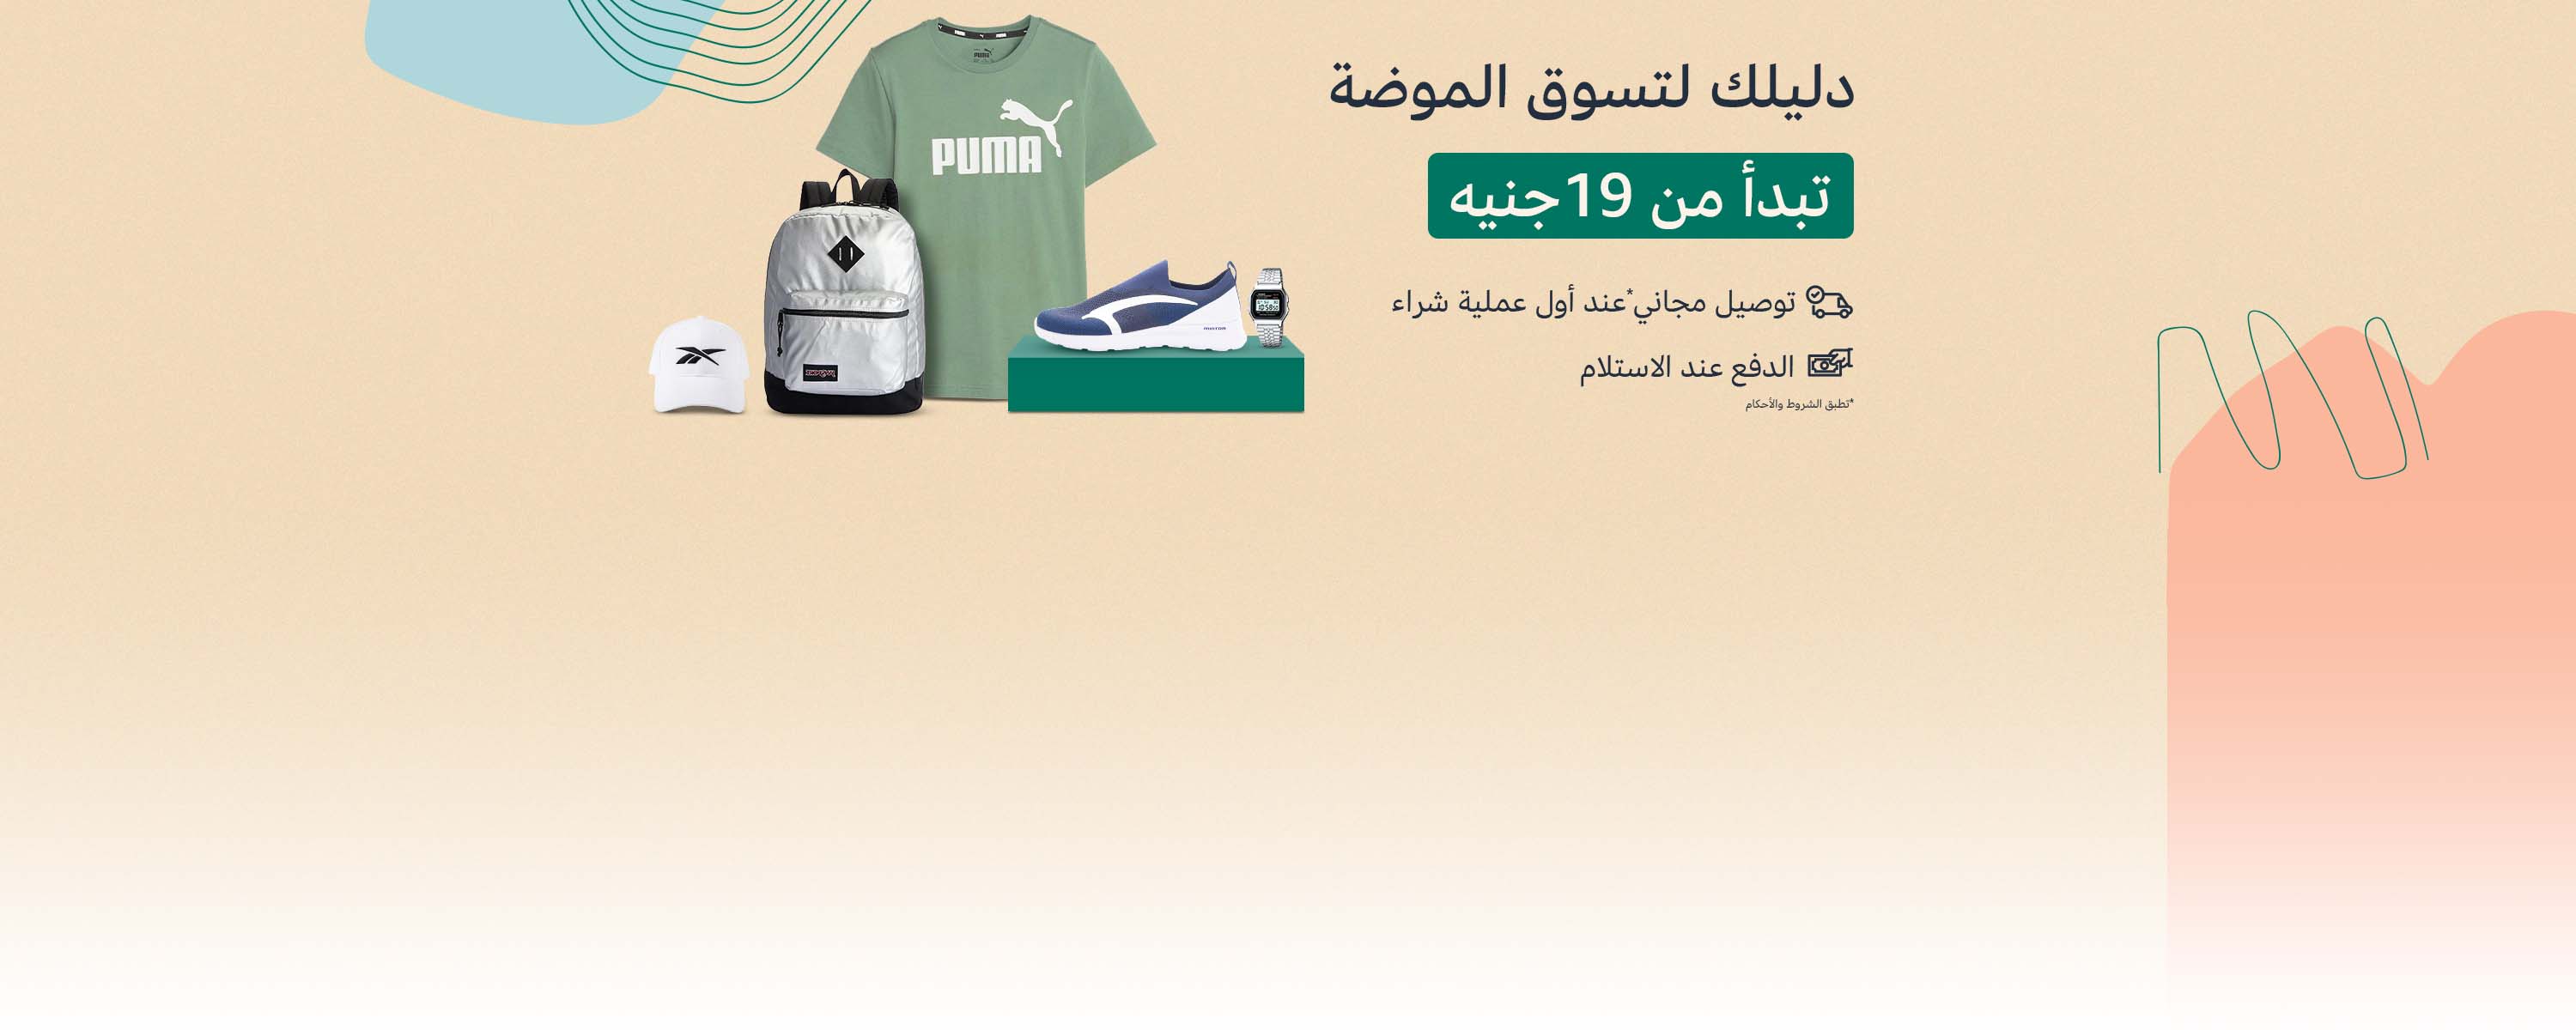 دليلك لتسوق الموضة
تبدأ من 19جنيه
توصيل مجاني*عند أول عملية شراء
الدفع عند الاستلام
*تطبق الشروط والأحكام
PUMA